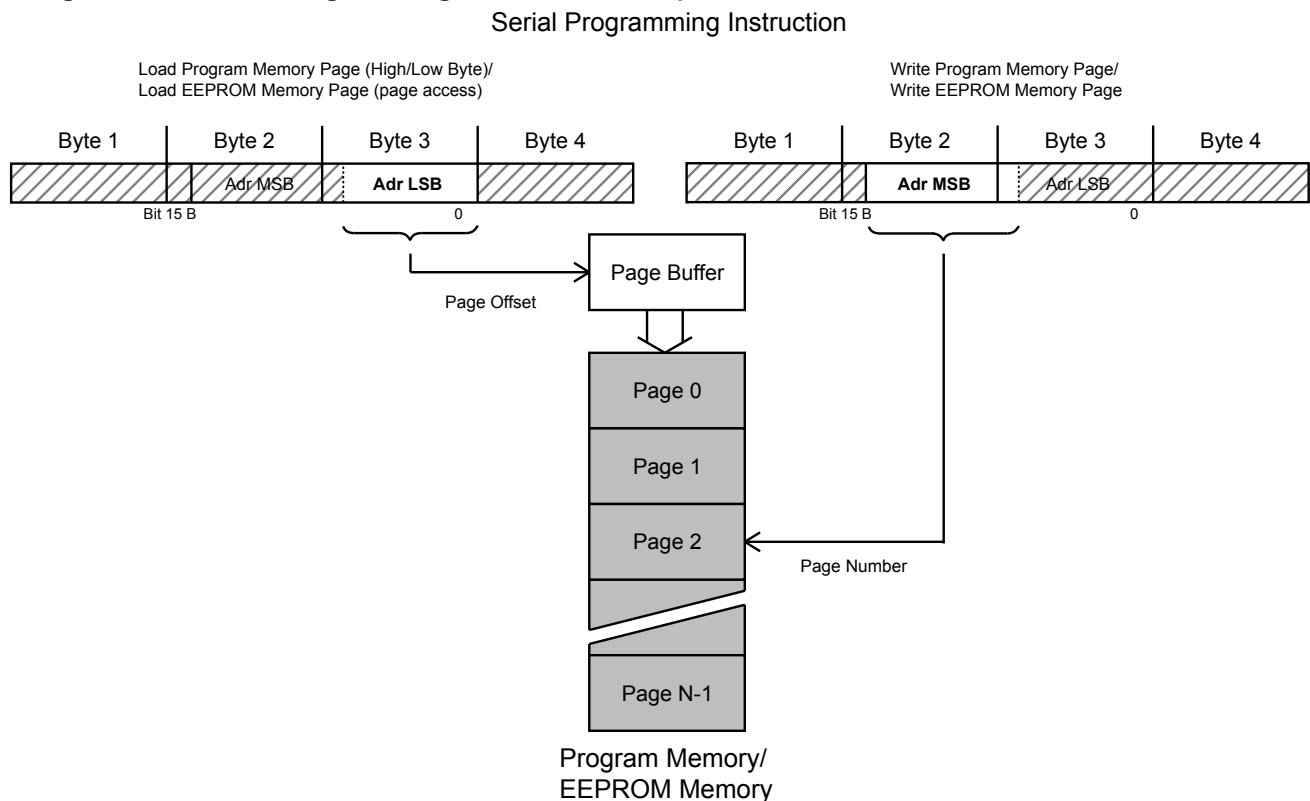 Serial Programming Instruction
Load Program Memory Page (High/Low Byte)/
Load EEPROM Memory Page (page access)
Write Program Memory Page/
Write EEPROM Memory Page
Byte 1 Byte 2 Byte 3 Byte 4
Byte 1 Byte 2 Byte 3 Byte 4
Adr MSB Adr LSB
Adr MSB Adr LSB
Bit 15 B 0
Bit 15 B 0
Page Buffer
Page Offset
Page 0
Page 1
Page 2
Page Number
Page N-1
Program Memory/
EEPROM Memory